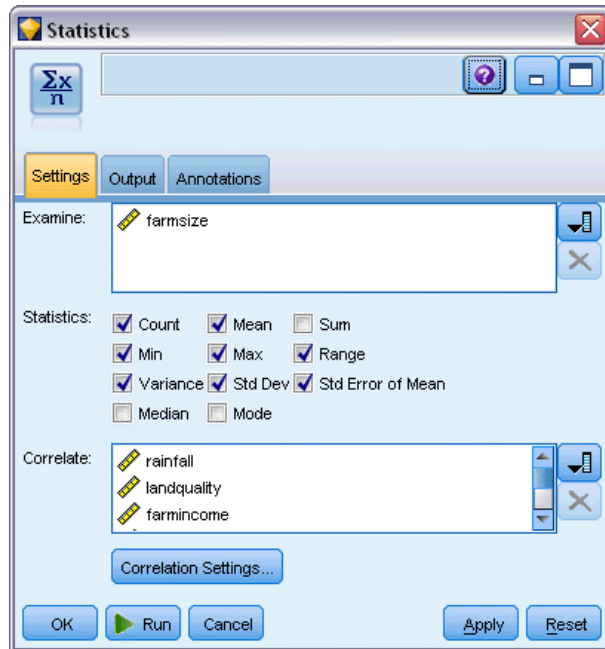 Statistics
Σx
n
Settings Output Annotations
Examine: farmsize
Statistics: Count Mean Sum
Min Max Range
Variance Std Dev Std Error of Mean
Median Mode
Correlate: rainfall
landquality
farmincome
Correlation Settings...
OK Run Cancel Apply Reset